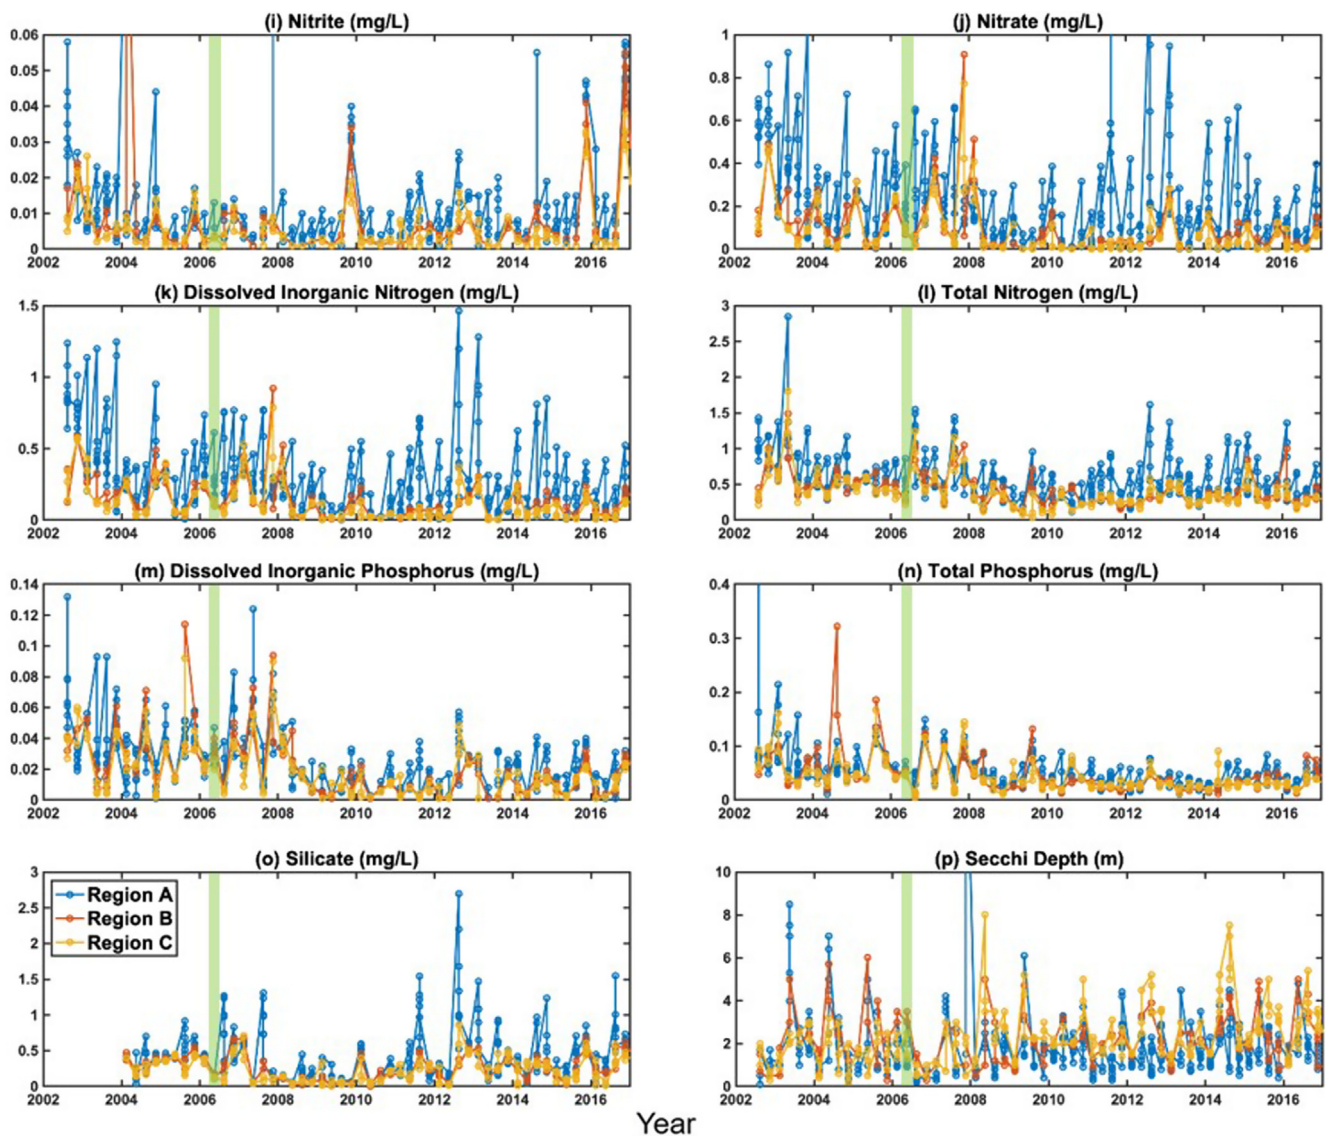 (i) Nitrite (mg/L)
0.06
0.05
0.04
0.03
0.02
0.01
0
2002 2004 2006 2008 2010 2012 2014 2016
(j) Nitrate (mg/L)
1
0.8
0.6
0.4
0.2
0
2002 2004 2006 2008 2010 2012 2014 2016
(k) Dissolved Inorganic Nitrogen (mg/L)
1.5
1
0.5
0
2002 2004 2006 2008 2010 2012 2014 2016
(l) Total Nitrogen (mg/L)
3
2.5
2
1.5
1
0.5
0
2002 2004 2006 2008 2010 2012 2014 2016
(m) Dissolved Inorganic Phosphorus (mg/L)
0.14
0.12
0.1
0.08
0.06
0.04
0.02
0
2002 2004 2006 2008 2010 2012 2014 2016
(n) Total Phosphorus (mg/L)
0.4
0.3
0.2
0.1
0
2002 2004 2006 2008 2010 2012 2014 2016
(o) Silicate (mg/L)
3
2.5
2
1.5
1
0.5
0
Region A
Region B
Region C
2002 2004 2006 2008 2010 2012 2014 2016
(p) Secchi Depth (m)
10
8
6
4
2
0
2002 2004 2006 2008 2010 2012 2014 2016
Year